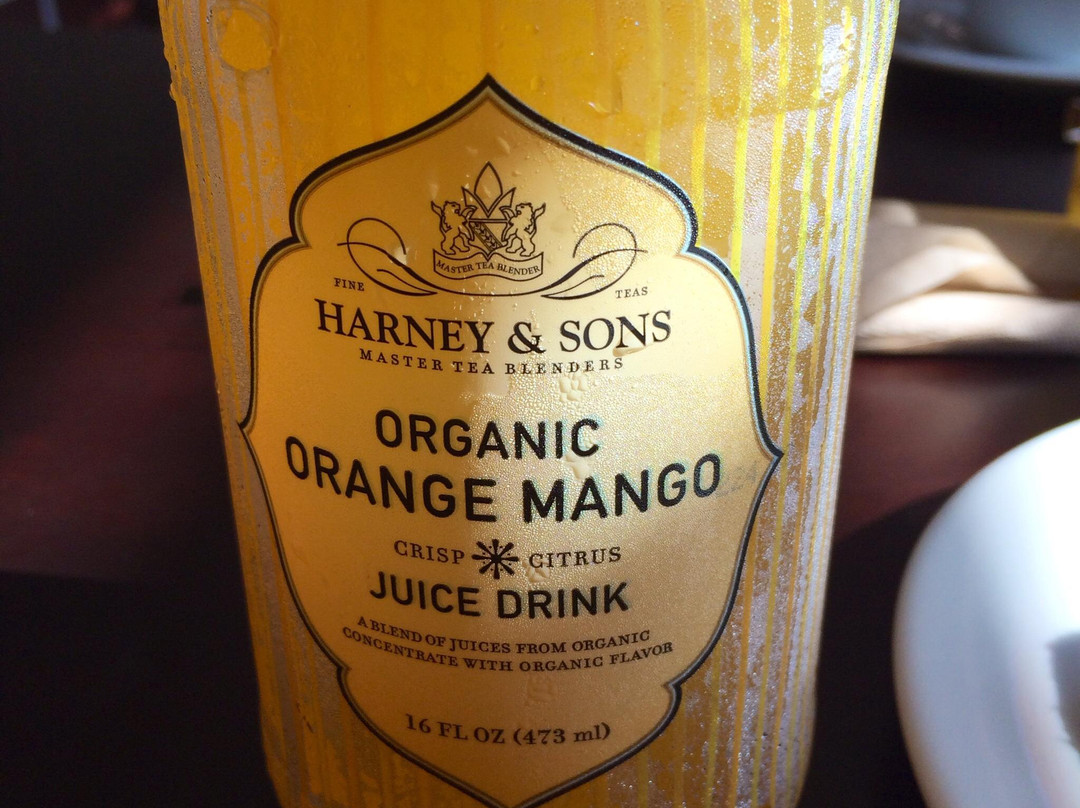 MASTER TEA BLENDER
FINE TEAS
HARNEY & SONS
MASTER TEA BLENDERS
ORGANIC
ORANGE MANGO
CRISP CITRUS
JUICE DRINK
A BLEND OF JUICES FROM ORGANIC
CONCENTRATE WITH ORGANIC FLAVOR
16 FL OZ (473 ml)